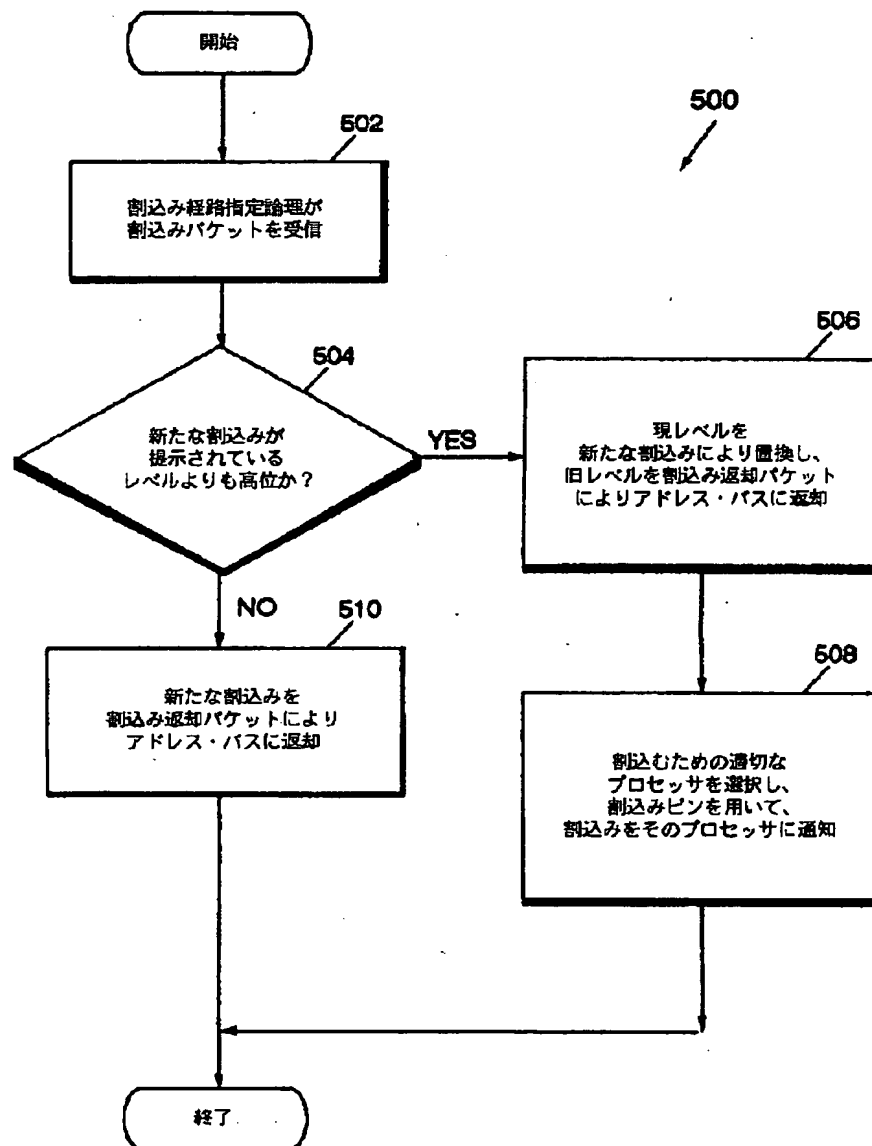 開始
500
502
割込み経路指定論理が
割込みパケットを受信
504
新たな割込みが
提示されている
レベルよりも高位か？
YES
506
現レベルを
新たな割込みにより置換し、
旧レベルを割込み返却パケット
によりアドレス・バスに返却
NO
510
新たな割込みを
割込み返却パケットにより
アドレス・バスに返却
508
割込むための適切な
プロセッサを選択し、
割込みピンを用いて、
割込みをそのプロセッサに通知
終了